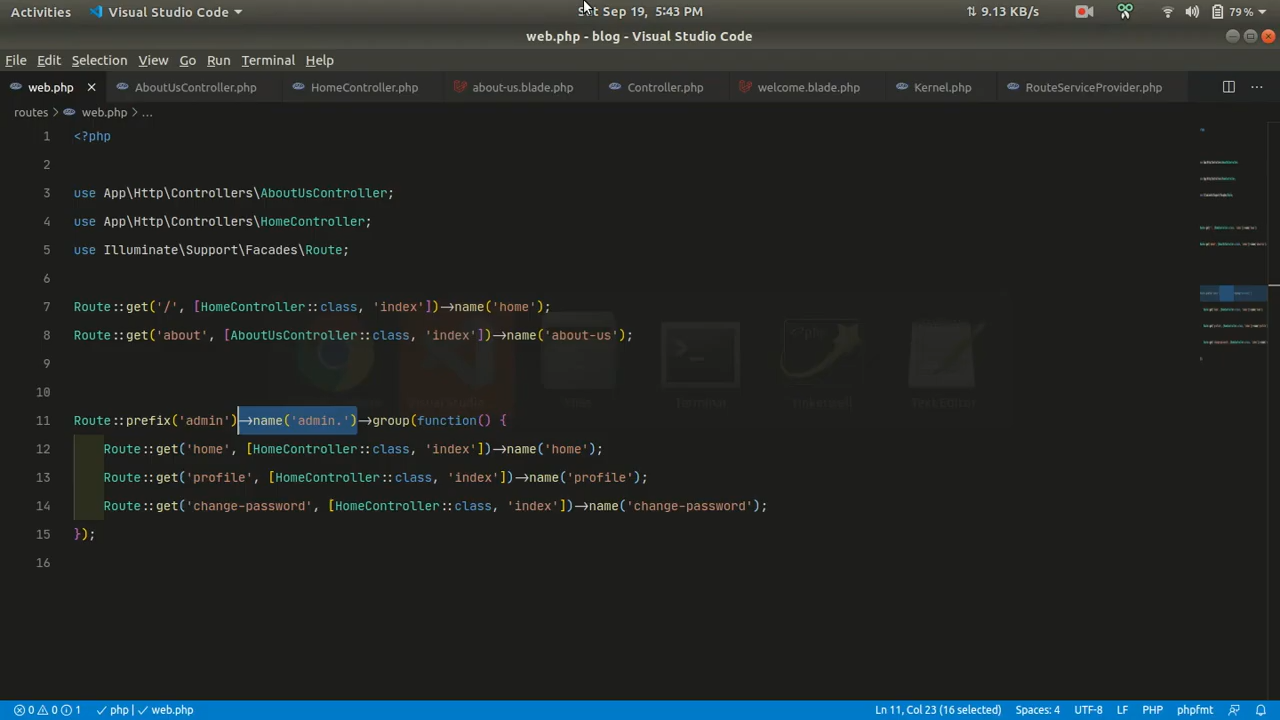 Activities Visual Studio Code Sat Sep 19, 5:43 PM 9.13 KB/s 79 %
web.php - blog - Visual Studio Code
File Edit Selection View Go Run Terminal Help
web.php AboutUsController.php HomeController.php about-us.blade.php Controller.php welcome.blade.php Kernel.php RouteServiceProvider.php
routes > web.php > ...
1 <?php
2
3 use App\Http\Controllers\AboutUsController;
4 use App\Http\Controllers\HomeController;
5 use Illuminate\Support\Facades\Route;
6
7 Route::get('/', [HomeController::class, 'index'])->name('home');
8 Route::get('about', [AboutUsController::class, 'index'])->name('about-us');
9
10
11 Route::prefix('admin')->name('admin.')->group(function() {
12 Route::get('home', [HomeController::class, 'index'])->name('home');
13 Route::get('profile', [HomeController::class, 'index'])->name('profile');
14 Route::get('change-password', [HomeController::class, 'index'])->name('change-password');
15 });
16
Terminal Text Editor
0 0 1 php web.php Ln 11, Col 23 (16 selected) Spaces: 4 UTF-8 LF PHP phpfmt